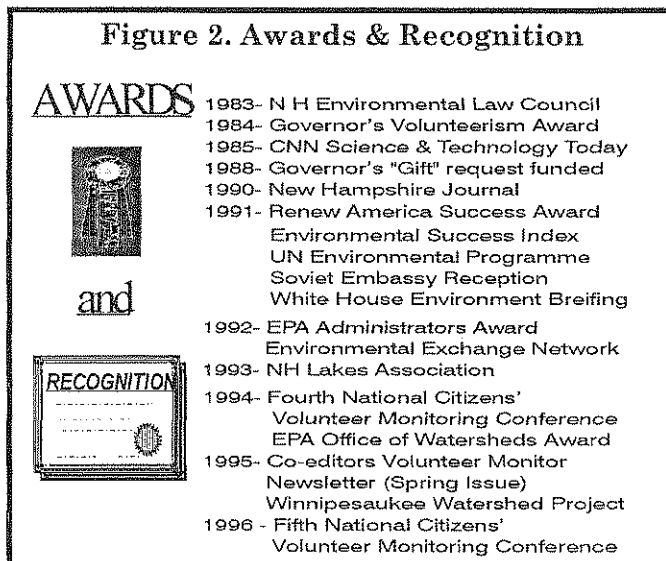 Figure 2. Awards & Recognition
AWARDS
and
RECOGNITION
1983- N H Environmental Law Council
1984- Governor's Volunteerism Award
1985- CNN Science & Technology Today
1988- Governor's "Gift" request funded
1990- New Hampshire Journal
1991- Renew America Success Award
Environmental Success Index
UN Environmental Programme
Soviet Embassy Reception
White House Environment Breifing
1992- EPA Administrators Award
Environmental Exchange Network
1993- NH Lakes Association
1994- Fourth National Citizens'
Volunteer Monitoring Conference
EPA Office of Watersheds Award
1995- Co-editors Volunteer Monitor
Newsletter (Spring Issue)
Winnipesaukee Watershed Project
1996 - Fifth National Citizens'
Volunteer Monitoring Conference